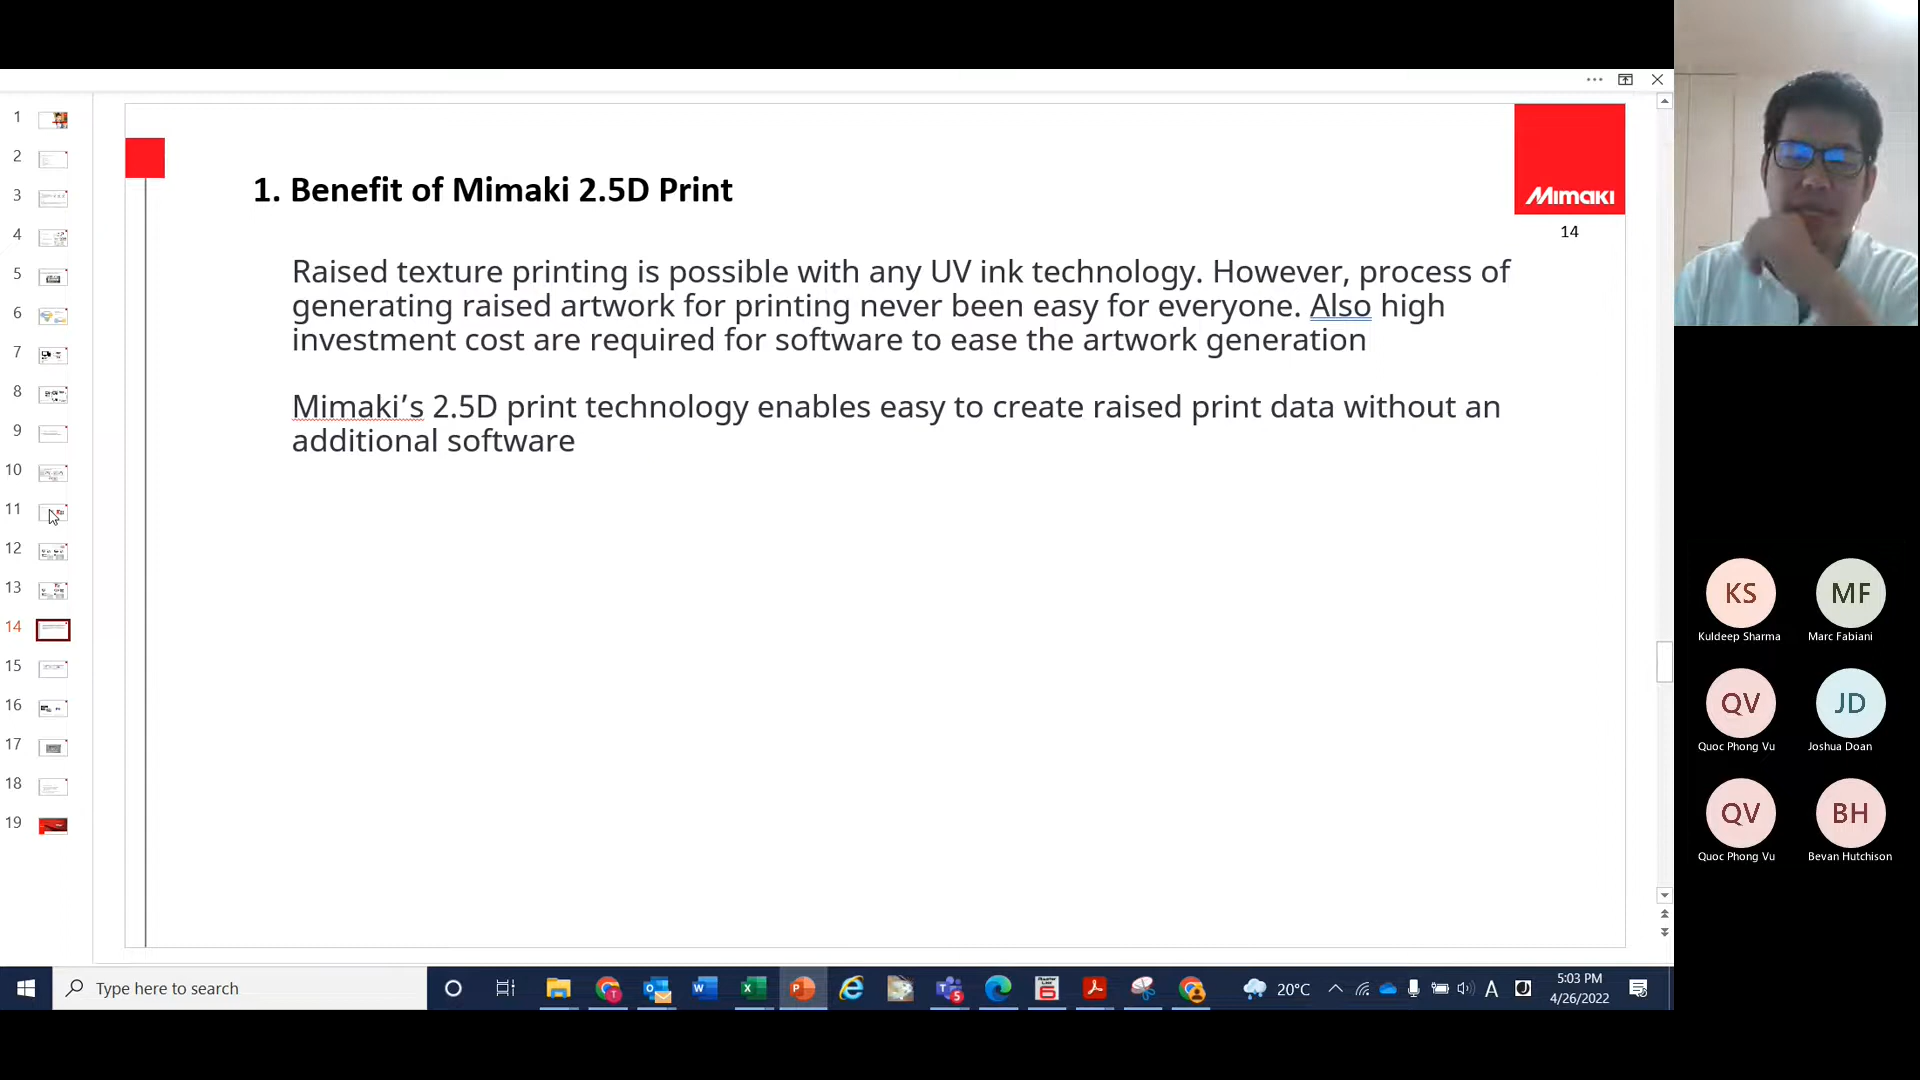 1
2
3
4
5
6
7
8
9
10
11
12
13
14
15
16
17
18
19
1. Benefit of Mimaki 2.5D Print
Mimaki
14
Raised texture printing is possible with any UV ink technology. However, process of
generating raised artwork for printing never been easy for everyone. Also high
investment cost are required for software to ease the artwork generation
Mimaki's 2.5D print technology enables easy to create raised print data without an
additional software
KS
MF
Kuldeep Sharma
Marc Fabiani
QV
JD
Quoc Phong Vu
Joshua Doan
QV
BH
Quoc Phong Vu
Bevan Hutchison
Type here to search
20°C
A
5:03 PM
4/26/2022